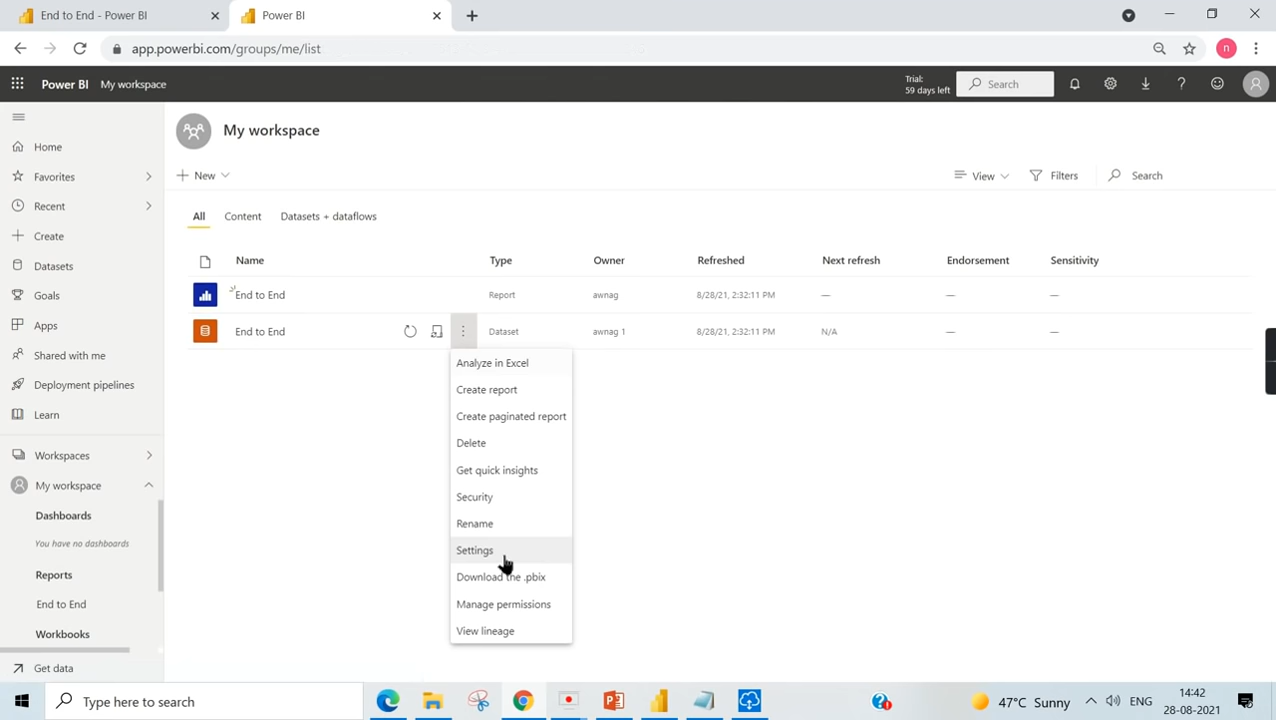 End to End - Power BI
Power BI
app.powerbi.com/groups/me/list
n
Power BI My workspace
Trial:
59 days left
Search
Home
Favorites
Recent
Create
Datasets
Goals
Apps
Shared with me
Deployment pipelines
Learn
Workspaces
My workspace
Dashboards
You have no dashboards
Reports
End to End
Workbooks
Get data
My workspace
New
View
Filters
Search
All Content Datasets + dataflows
Name Type Owner Refreshed Next refresh Endorsement Sensitivity
End to End Report awnag 8/28/21, 2:32:11 PM — — —
End to End Dataset awnag 1 8/28/21, 2:32:11 PM N/A — —
Analyze in Excel
Create report
Create paginated report
Delete
Get quick insights
Security
Rename
Settings
Download the .pbix
Manage permissions
View lineage
Type here to search
47°C Sunny
ENG
14:42
28-08-2021